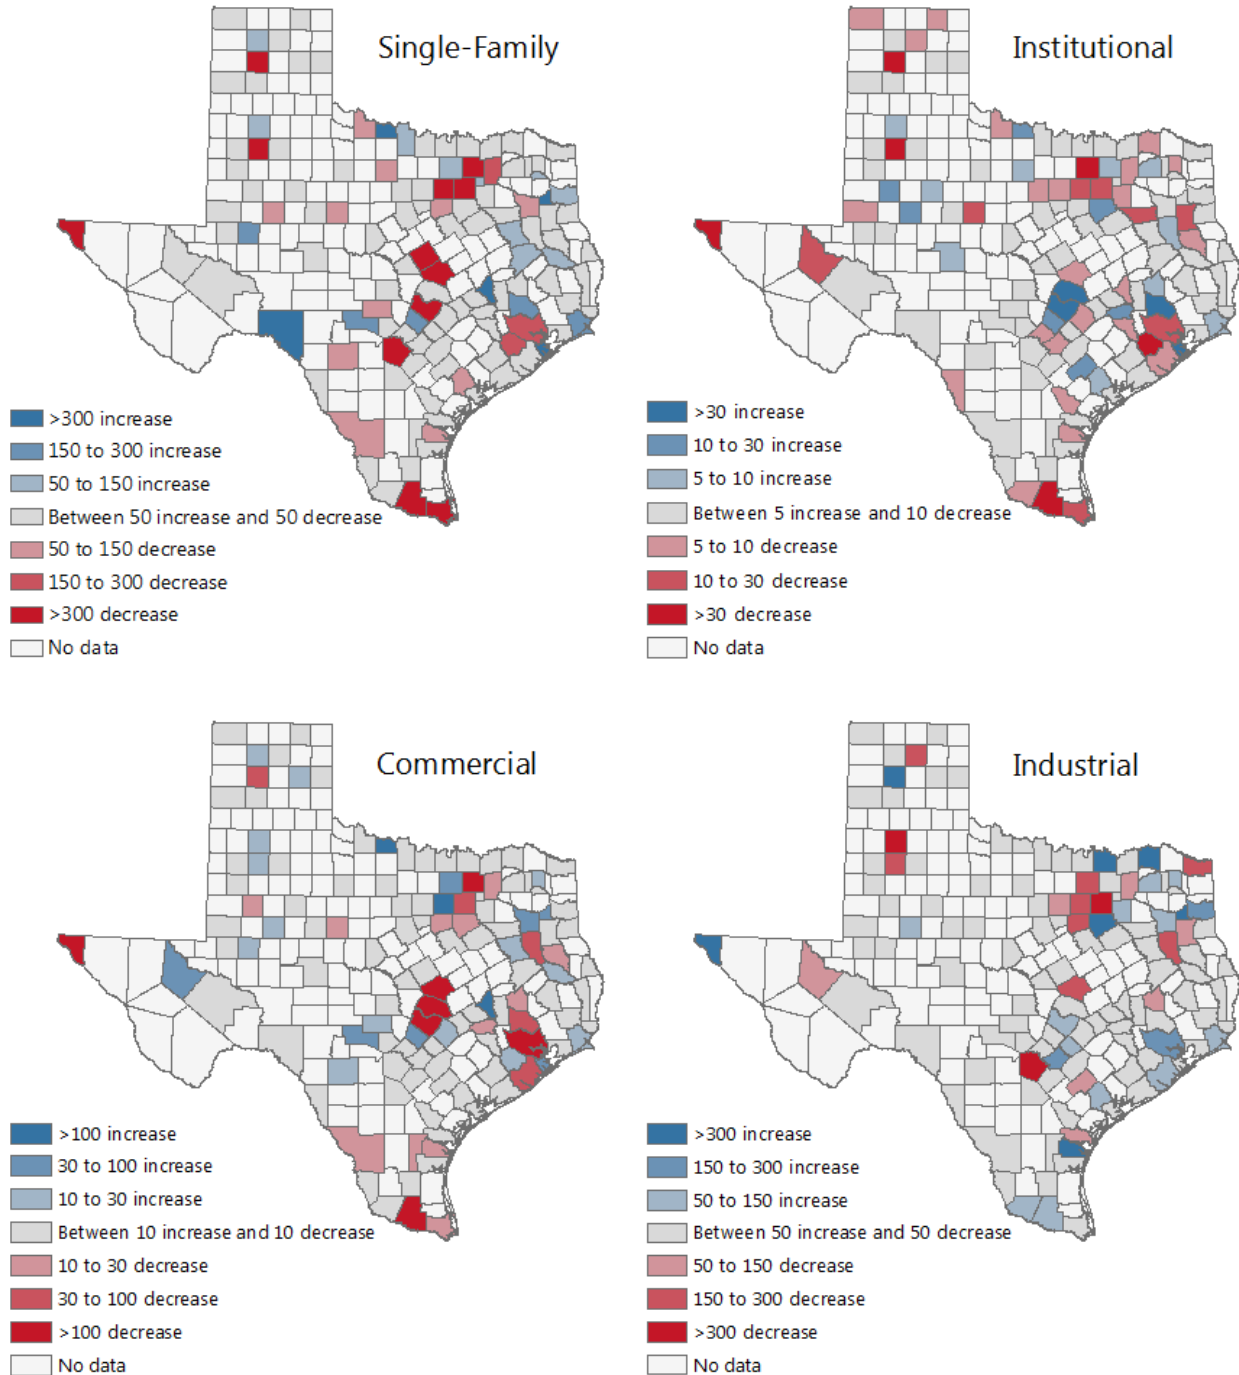 Single-Family
>300 increase
150 to 300 increase
50 to 150 increase
Between 50 increase and 50 decrease
50 to 150 decrease
150 to 300 decrease
>300 decrease
No data
Institutional
>30 increase
10 to 30 increase
5 to 10 increase
Between 5 increase and 10 decrease
5 to 10 decrease
10 to 30 decrease
>30 decrease
No data
Commercial
>100 increase
30 to 100 increase
10 to 30 increase
Between 10 increase and 10 decrease
10 to 30 decrease
30 to 100 decrease
>100 decrease
No data
Industrial
>300 increase
150 to 300 increase
50 to 150 increase
Between 50 increase and 50 decrease
50 to 150 decrease
150 to 300 decrease
>300 decrease
No data